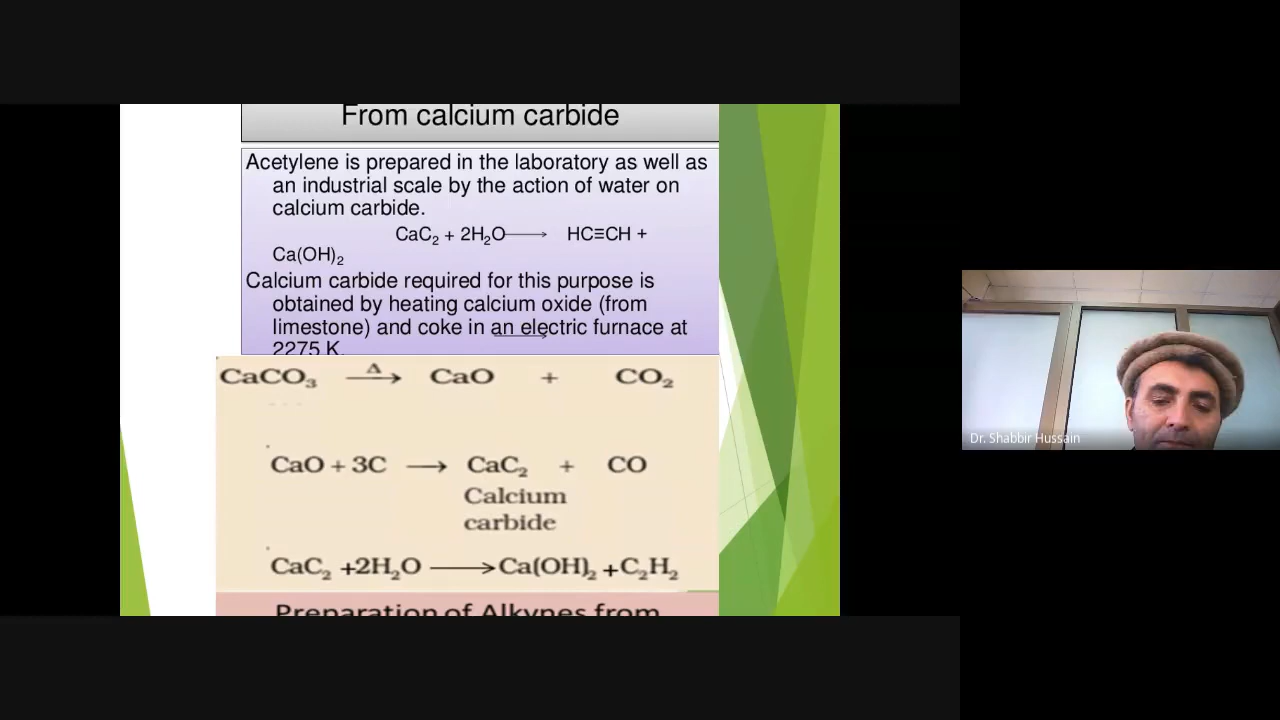 From calcium carbide
Acetylene is prepared in the laboratory as well as
an industrial scale by the action of water on
calcium carbide.
CaC₂ + 2H₂O ⟶ HC≡CH +
Ca(OH)₂
Calcium carbide required for this purpose is
obtained by heating calcium oxide (from
limestone) and coke in an electric furnace at
2275 K.
CaCO₃ —Δ→ CaO + CO₂
CaO + 3C ⟶ CaC₂ + CO
Calcium
carbide
CaC₂ +2H₂O ⟶ Ca(OH)₂ +C₂H₂
Preparation of Alkynes from
Dr. Shabbir Hussain